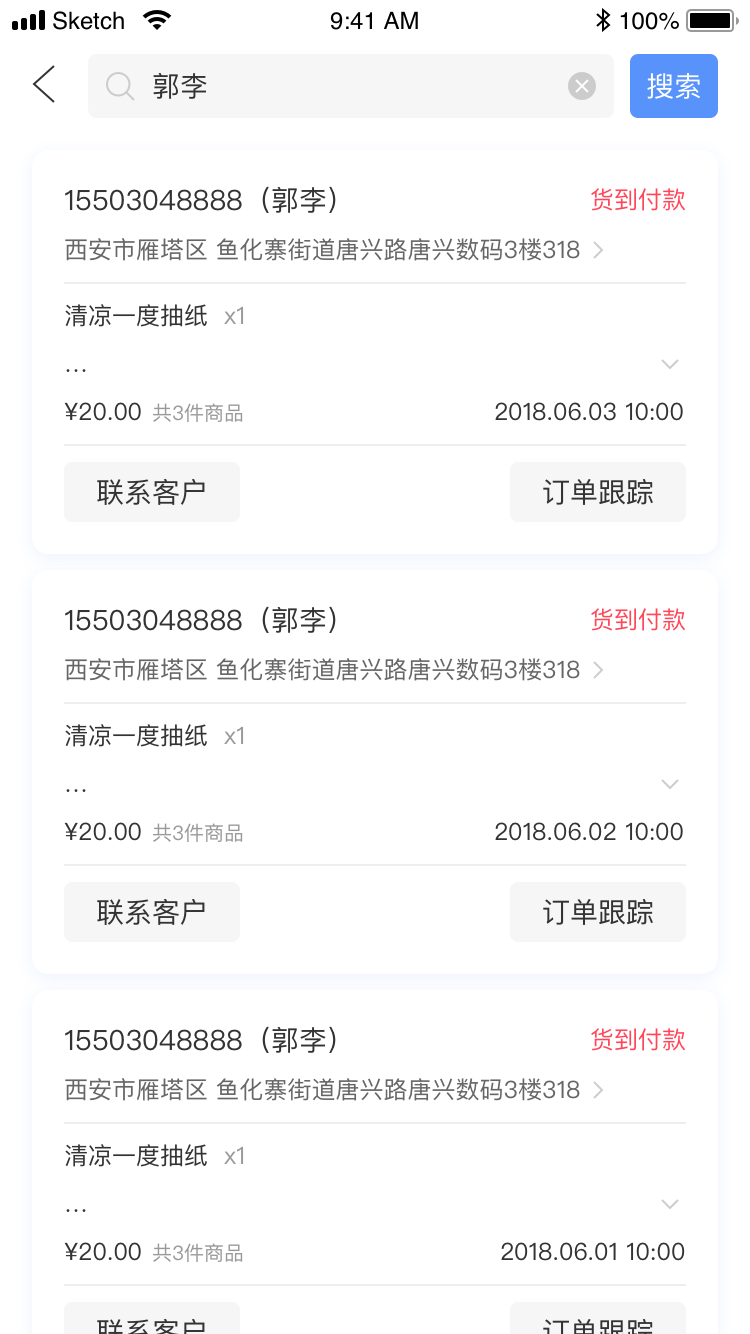 Sketch 9:41 AM 100%
郭李 搜索
15503048888（郭李） 货到付款
西安市雁塔区 鱼化寨街道唐兴路唐兴数码3楼318
清凉一度抽纸 x1
...
¥20.00 共3件商品 2018.06.03 10:00
联系客户 订单跟踪
15503048888（郭李） 货到付款
西安市雁塔区 鱼化寨街道唐兴路唐兴数码3楼318
清凉一度抽纸 x1
...
¥20.00 共3件商品 2018.06.02 10:00
联系客户 订单跟踪
15503048888（郭李） 货到付款
西安市雁塔区 鱼化寨街道唐兴路唐兴数码3楼318
清凉一度抽纸 x1
...
¥20.00 共3件商品 2018.06.01 10:00
联系客户 订单跟踪